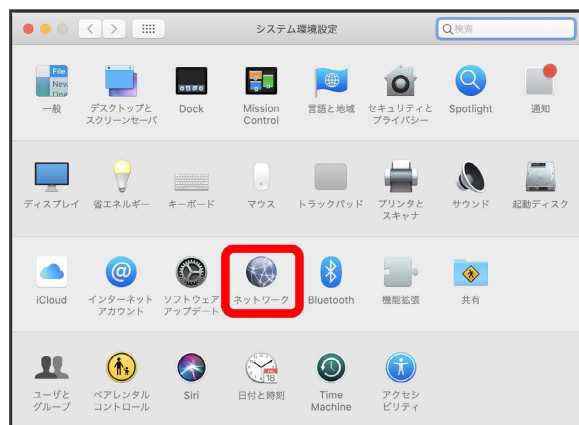 システム環境設定
検索
File
New
一般
デスクトップと
スクリーンセーバ
Dock
Mission
Control
言語と地域
セキュリティと
プライバシー
Spotlight
通知
ディスプレイ
省エネルギー
キーボード
マウス
トラックパッド
プリンタと
スキャナ
サウンド
起動ディスク
iCloud
インターネット
アカウント
ソフトウェア
アップデート
ネットワーク
Bluetooth
機能拡張
共有
ユーザと
グループ
ペアレンタル
コントロール
Siri
18
日付と時刻
Time
Machine
アクセシ
ビリティ